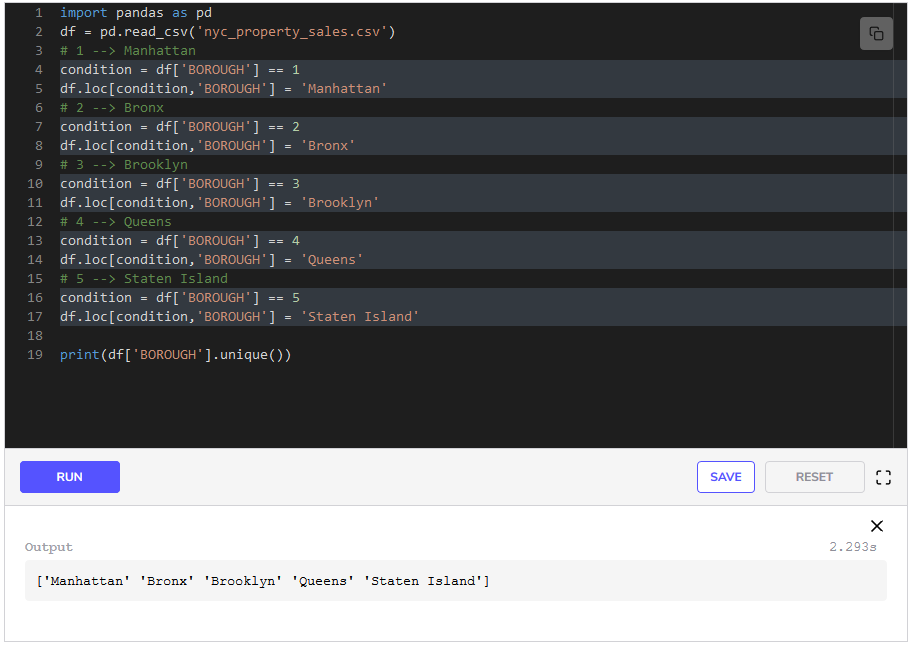 1 import pandas as pd
2 df = pd.read_csv('nyc_property_sales.csv')
3 # 1 --> Manhattan
4 condition = df['BOROUGH'] == 1
5 df.loc[condition,'BOROUGH'] = 'Manhattan'
6 # 2 --> Bronx
7 condition = df['BOROUGH'] == 2
8 df.loc[condition,'BOROUGH'] = 'Bronx'
9 # 3 --> Brooklyn
10 condition = df['BOROUGH'] == 3
11 df.loc[condition,'BOROUGH'] = 'Brooklyn'
12 # 4 --> Queens
13 condition = df['BOROUGH'] == 4
14 df.loc[condition,'BOROUGH'] = 'Queens'
15 # 5 --> Staten Island
16 condition = df['BOROUGH'] == 5
17 df.loc[condition,'BOROUGH'] = 'Staten Island'
18
19 print(df['BOROUGH'].unique())
RUN SAVE RESET
Output 2.293s
['Manhattan' 'Bronx' 'Brooklyn' 'Queens' 'Staten Island']